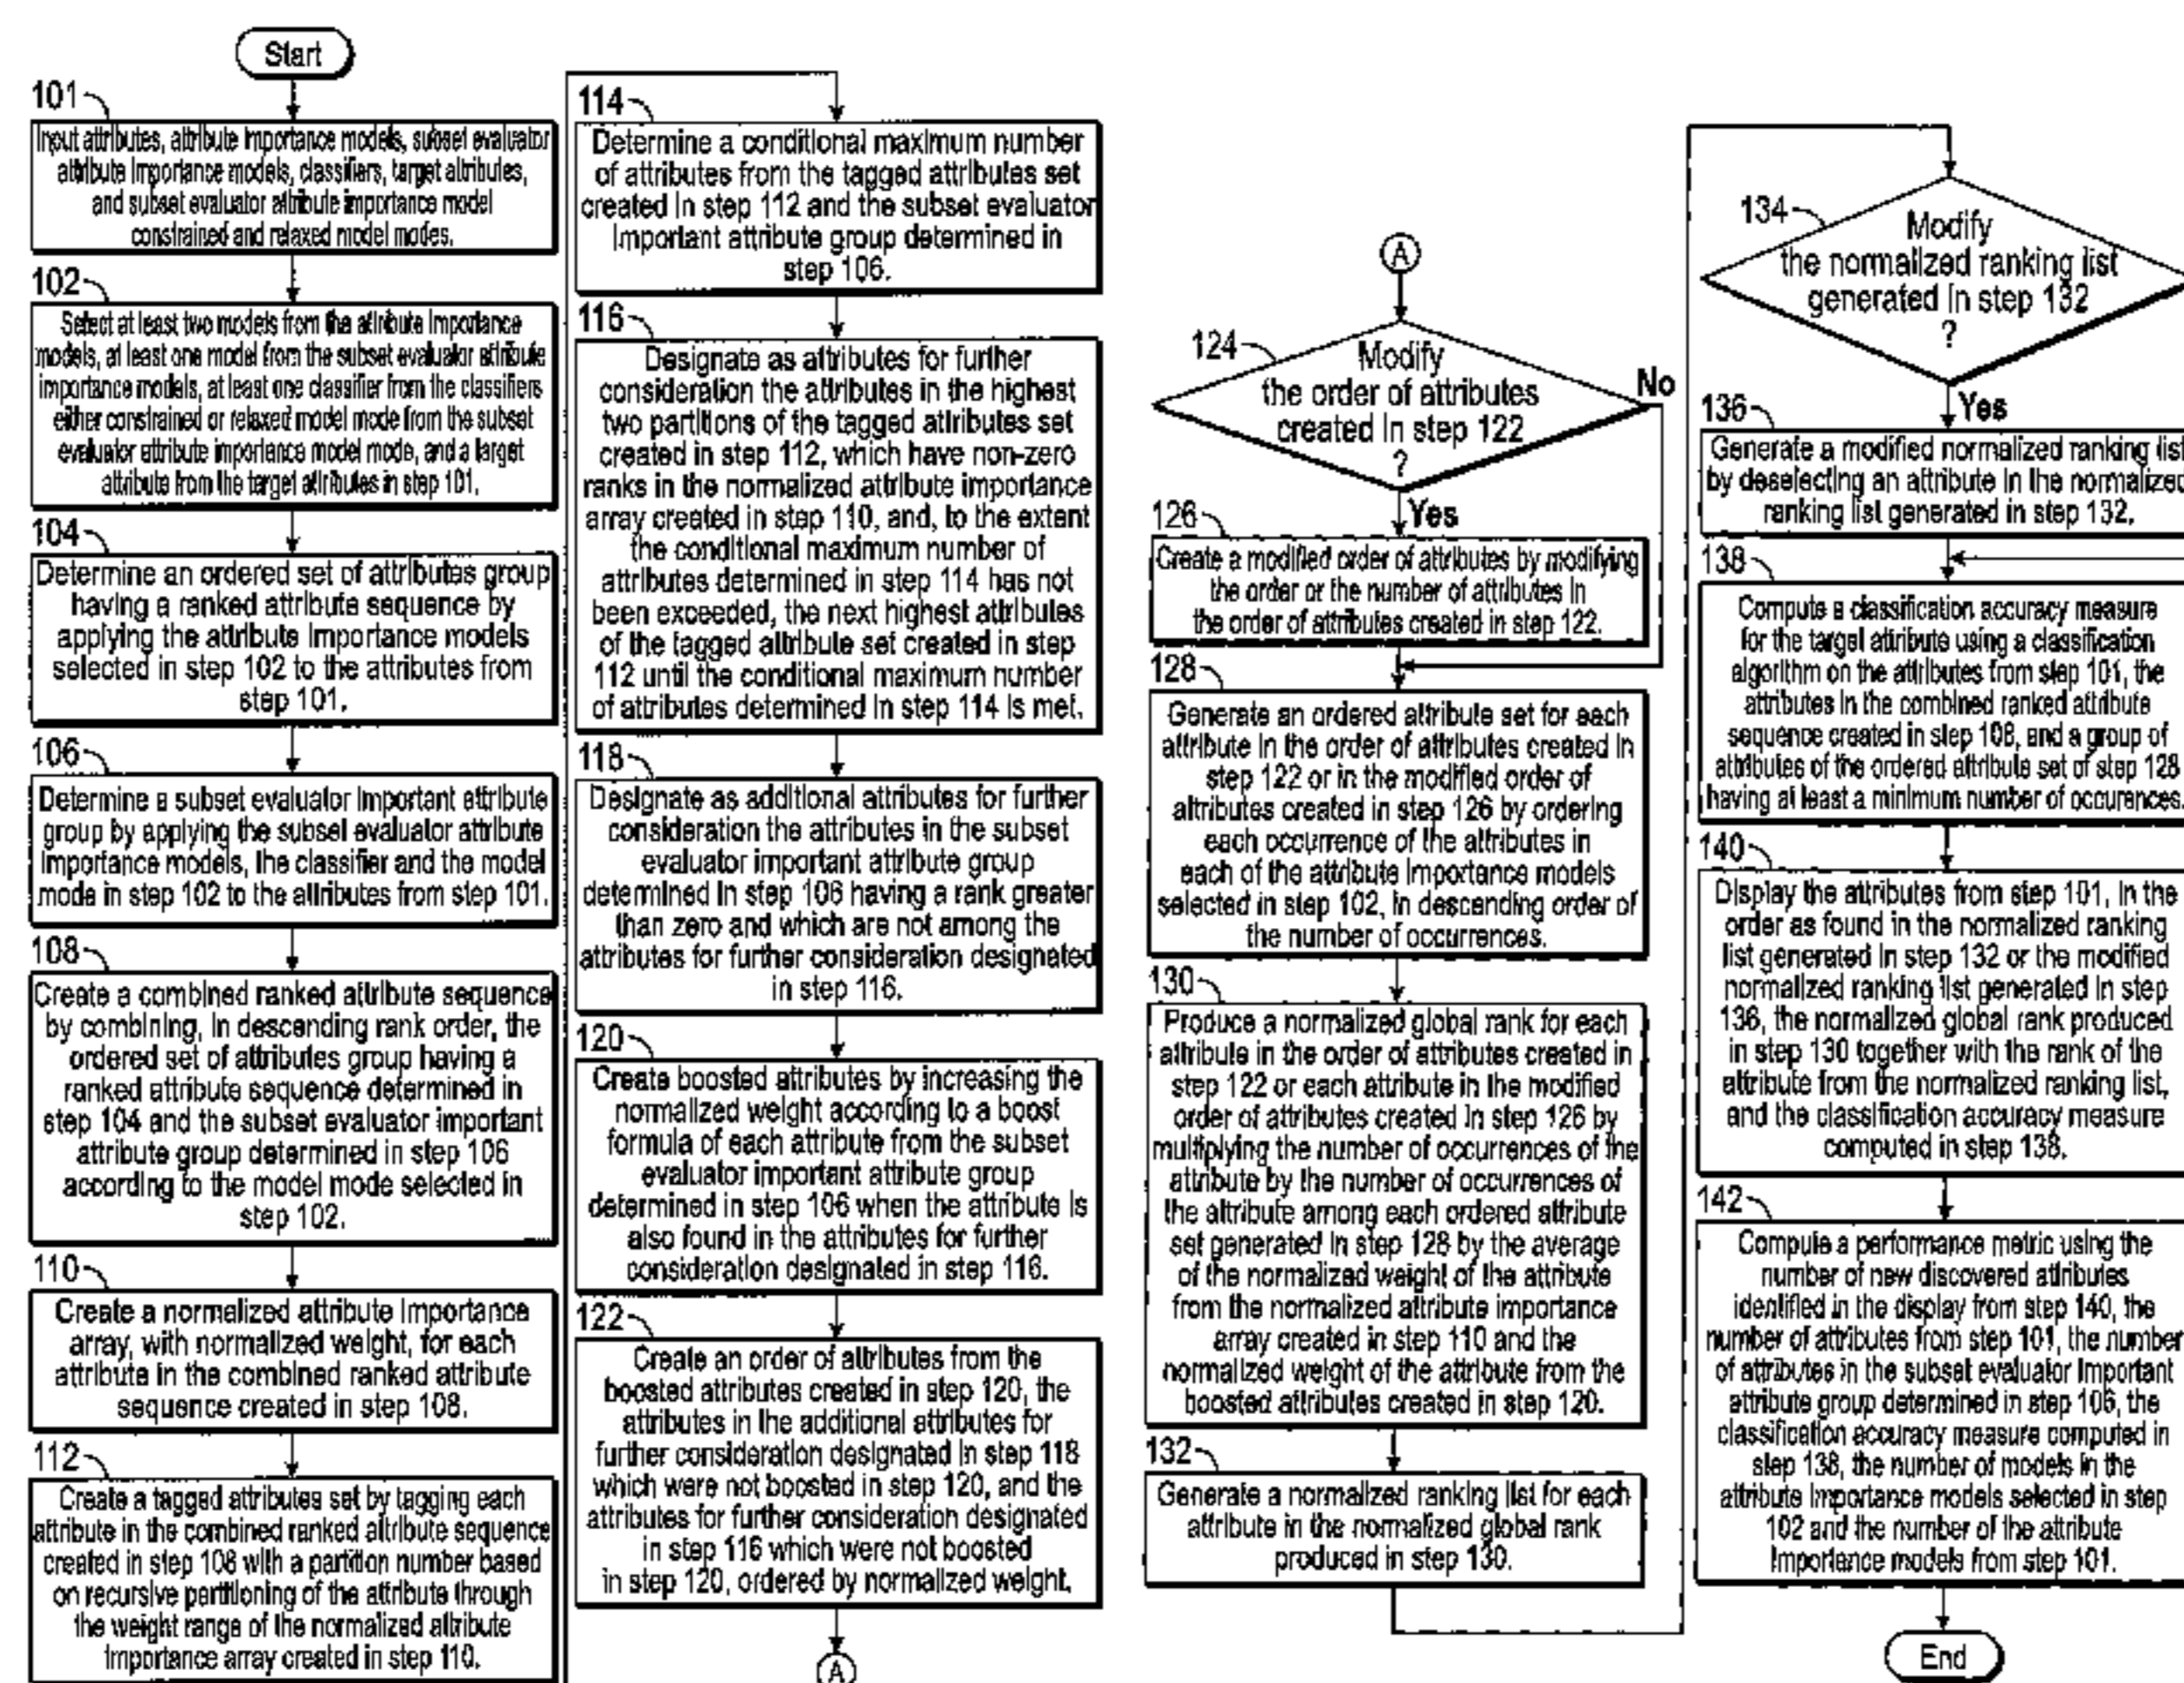 Start
101
Input attributes, attribute importance models, subset evaluator
attribute importance models, classifiers, target attributes,
and subset evaluator attribute importance model
constrained and relaxed model modes.
102
Select at least two models from the attribute importance
models, at least one model from the subset evaluator attribute
importance models, at least one classifier from the classifiers
either constrained or relaxed model mode from the subset
evaluator attribute importance model mode, and a target
attribute from the target attributes in step 101.
104
Determine an ordered set of attributes group
having a ranked attribute sequence by
applying the attribute importance models
selected in step 102 to the attributes from
step 101.
106
Determine a subset evaluator important attribute
group by applying the subset evaluator attribute
importance models, the classifier and the model
mode in step 102 to the attributes from step 101.
108
Create a combined ranked attribute sequence
by combining, in descending rank order, the
ordered set of attributes group having a
ranked attribute sequence determined in
step 104 and the subset evaluator important
attribute group determined in step 106
according to the model mode selected in
step 102.
110
Create a normalized attribute importance
array, with normalized weight, for each
attribute in the combined ranked attribute
sequence created in step 108.
112
Create a tagged attributes set by tagging each
attribute in the combined ranked attribute sequence
created in step 108 with a partition number based
on recursive partitioning of the attribute through
the weight range of the normalized attribute
importance array created in step 110.
114
Determine a conditional maximum number
of attributes from the tagged attributes set
created in step 112 and the subset evaluator
important attribute group determined in
step 106.
116
Designate as attributes for further
consideration the attributes in the highest
two partitions of the tagged attributes set
created in step 112, which have non-zero
ranks in the normalized attribute importance
array created in step 110, and, to the extent
the conditional maximum number of
attributes determined in step 114 has not
been exceeded, the next highest attributes
of the tagged attribute set created in step
112 until the conditional maximum number
of attributes determined in step 114 is met.
118
Designate as additional attributes for further
consideration the attributes in the subset
evaluator important attribute group
determined in step 106 having a rank greater
than zero and which are not among the
attributes for further consideration designated
in step 116.
120
Create boosted attributes by increasing the
normalized weight according to a boost
formula of each attribute from the subset
evaluator important attribute group
determined in step 106 when the attribute is
also found in the attributes for further
consideration designated in step 116.
122
Create an order of attributes from the
boosted attributes created in step 120, the
attributes in the additional attributes for
further consideration designated in step 118
which were not boosted in step 120, and the
attributes for further consideration designated
in step 116 which were not boosted
in step 120, ordered by normalized weight.
A
A
124
Modify
the order of attributes
created in step 122
?
No
Yes
126
Create a modified order of attributes by modifying
the order or the number of attributes in
the order of attributes created in step 122.
128
Generate an ordered attribute set for each
attribute in the order of attributes created in
step 122 or in the modified order of
attributes created in step 126 by ordering
each occurrence of the attributes in
each of the attribute importance models
selected in step 102, in descending order of
the number of occurrences.
130
Produce a normalized global rank for each
attribute in the order of attributes created in
step 122 or each attribute in the modified
order of attributes created in step 126 by
multiplying the number of occurrences of the
attribute by the number of occurrences of
the attribute among each ordered attribute
set generated in step 128 by the average
of the normalized weight of the attribute
from the normalized attribute importance
array created in step 110 and the
normalized weight of the attribute from the
boosted attributes created in step 120.
132
Generate a normalized ranking list for each
attribute in the normalized global rank
produced in step 130.
134
Modify
the normalized ranking list
generated in step 132
?
Yes
136
Generate a modified normalized ranking list
by deselecting an attribute in the normalized
ranking list generated in step 132.
138
Compute a classification accuracy measure
for the target attribute using a classification
algorithm on the attributes from step 101, the
attributes in the combined ranked attribute
sequence created in step 108, and a group of
attributes of the ordered attribute set of step 128
having at least a minimum number of occurences.
140
Display the attributes from step 101, in the
order as found in the normalized ranking
list generated in step 132 or the modified
normalized ranking list generated in step
136, the normalized global rank produced
in step 130 together with the rank of the
attribute from the normalized ranking list,
and the classification accuracy measure
computed in step 138.
142
Compute a performance metric using the
number of new discovered attributes
identified in the display from step 140, the
number of attributes from step 101, the number
of attributes in the subset evaluator important
attribute group determined in step 106, the
classification accuracy measure computed in
step 138, the number of models in the
attribute importance models selected in step
102 and the number of the attribute
importance models from step 101.
End